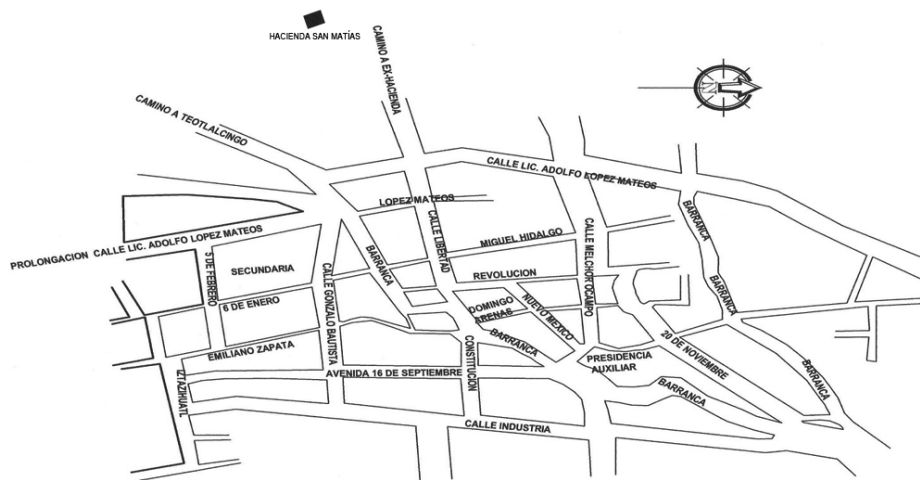 HACIENDA SAN MATÍAS
CAMINO A EX-HACIENDA
N
CAMINO A TEOTLALCINGO
CALLE LIC. ADOLFO LOPEZ MATEOS
LOPEZ MATEOS
BARRANCA
PROLONGACION CALLE LIC. ADOLFO LOPEZ MATEOS
CALLE LIBERTAD
MIGUEL HIDALGO
CALLE MELCHOR OCAMPO
5 DE FEBRERO
SECUNDARIA
CALLE GONZALO BAUTISTA
BARRANCA
REVOLUCION
BARRANCA
6 DE ENERO
DOMINGO
ARENAS
NUEVO MEXICO
EMILIANO ZAPATA
CONSTITUCION
BARRANCA
20 DE NOVIEMBRE
PRESIDENCIA
AUXILIAR
IZTAZIHUATL
AVENIDA 16 DE SEPTIEMBRE
BARRANCA
BARRANCA
CALLE INDUSTRIA